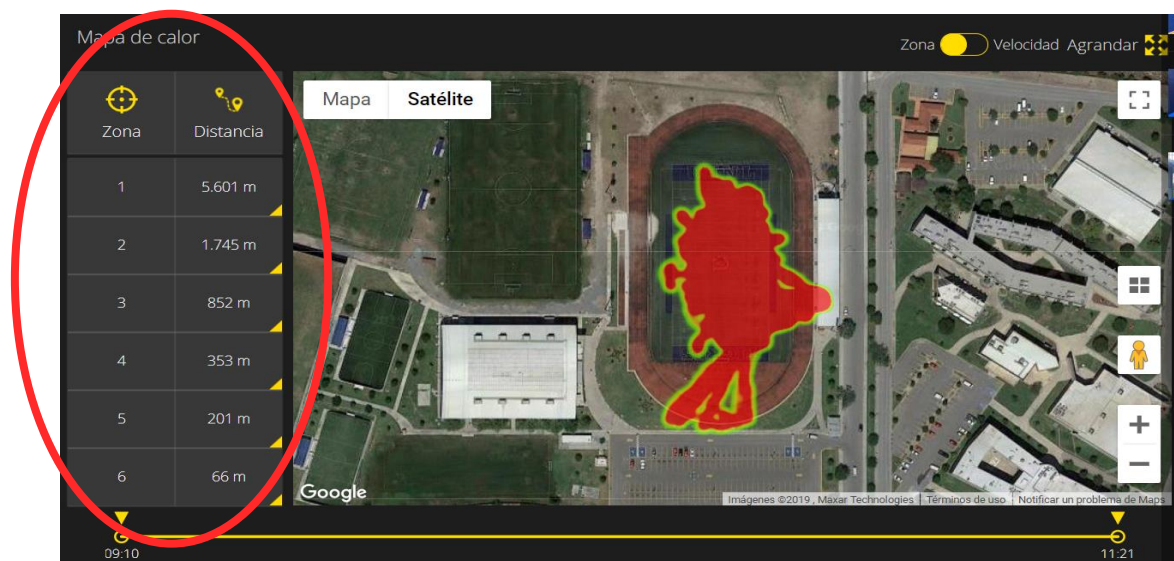 Mapa de calor
Zona Velocidad Agrandar
Zona Distancia
Mapa Satélite
1 5.601 m
2 1.745 m
3 852 m
4 353 m
5 201 m
6 66 m
Google
Imágenes ©2019 , Maxar Technologies Términos de uso Notificar un problema de Maps
09:10 11:21